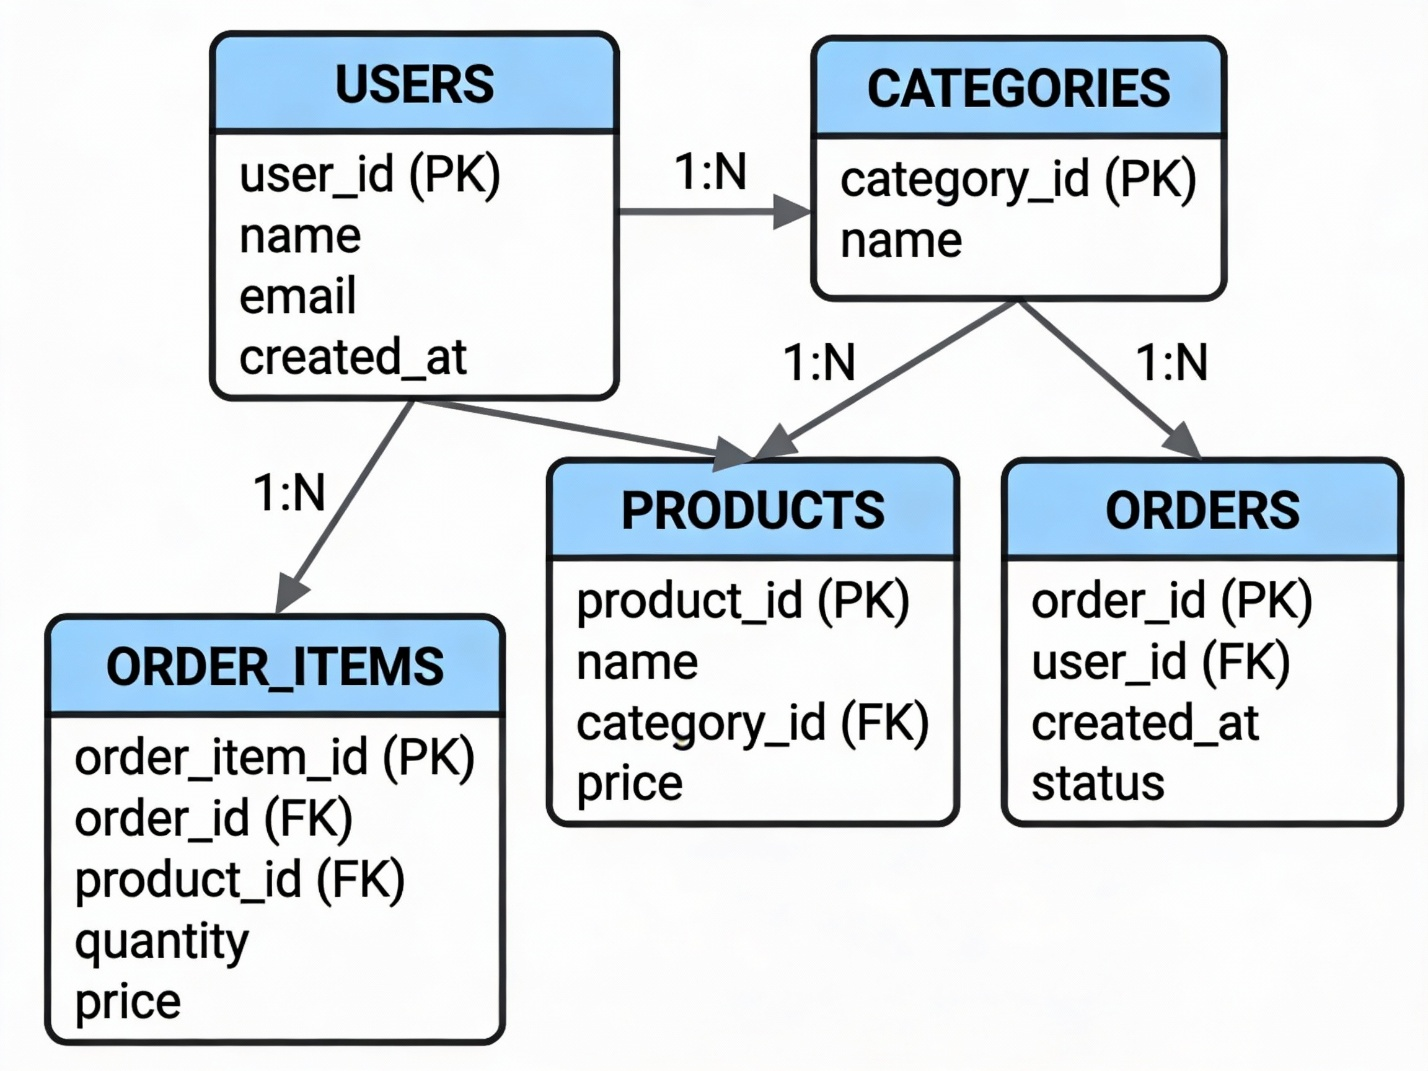 USERS
user_id (PK)
name
email
created_at
1:N
CATEGORIES
category_id (PK)
name
1:N
1:N
1:N
PRODUCTS
product_id (PK)
name
category_id (FK)
price
ORDERS
order_id (PK)
user_id (FK)
created_at
status
ORDER_ITEMS
order_item_id (PK)
order_id (FK)
product_id (FK)
quantity
price